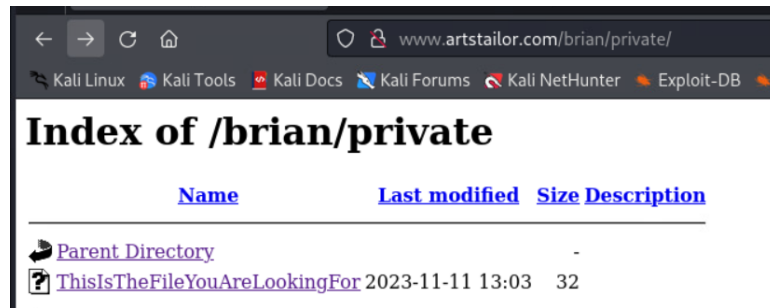 www.artstailor.com/brian/private/
Kali Linux Kali Tools Kali Docs Kali Forums Kali NetHunter Exploit-DB
Index of /brian/private
Name Last modified Size Description
Parent Directory -
ThisIsTheFileYouAreLookingFor 2023-11-11 13:03 32